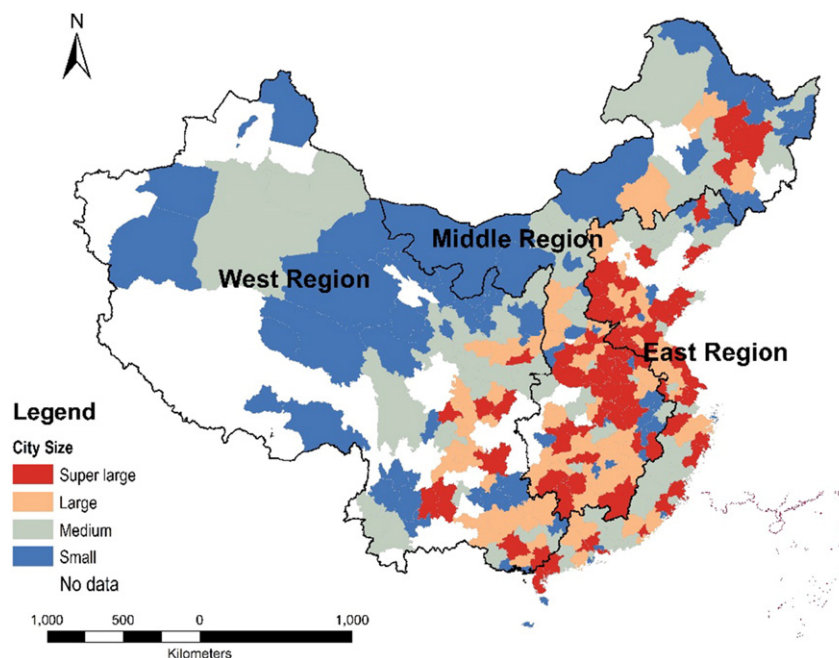 N
Middle Region
West Region
East Region
Legend
City Size
Super large
Large
Medium
Small
No data
1,000 500 0 1,000
Kilometers